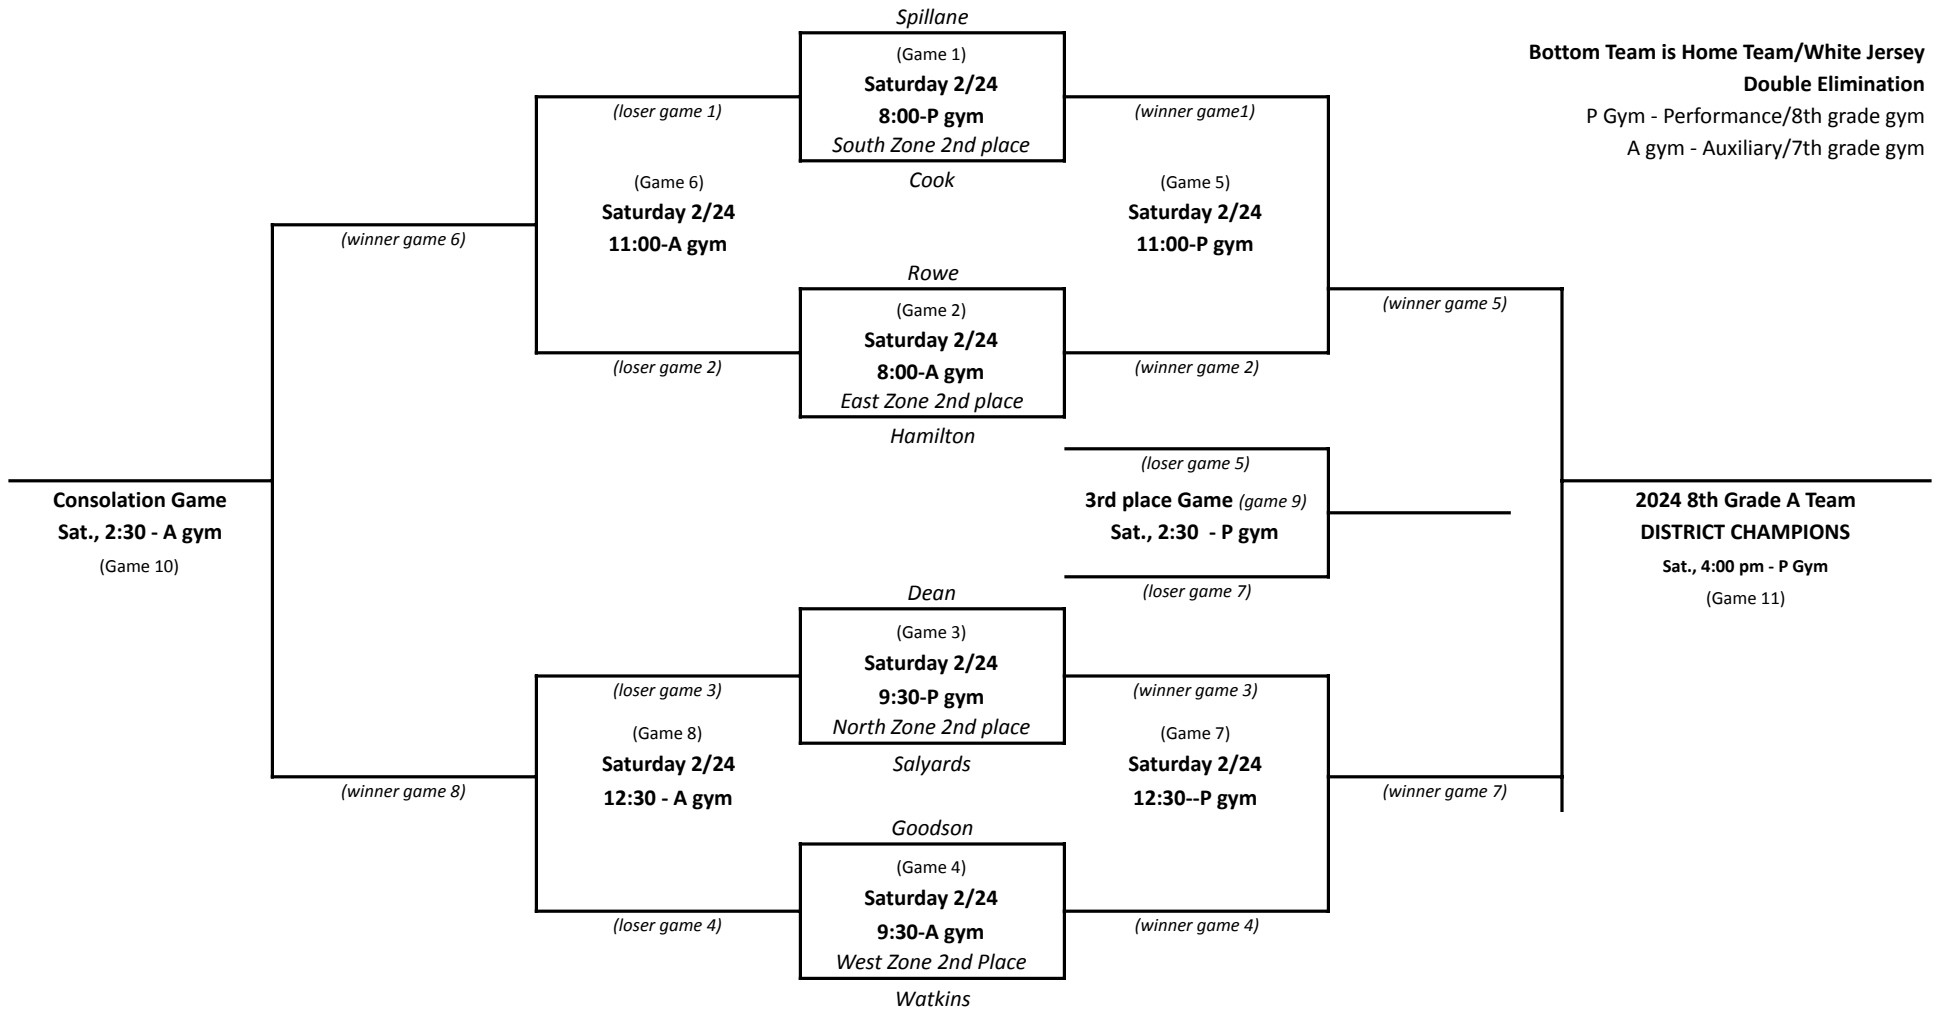 Spillane
(Game 1)
Saturday 2/24
8:00-P gym
South Zone 2nd place
Cook
Bottom Team is Home Team/White Jersey
Double Elimination
P Gym - Performance/8th grade gym
A gym - Auxiliary/7th grade gym
(loser game 1)
(winner game1)
(Game 6)
Saturday 2/24
11:00-A gym
(Game 5)
Saturday 2/24
11:00-P gym
(winner game 6)
Rowe
(Game 2)
Saturday 2/24
8:00-A gym
East Zone 2nd place
Hamilton
(winner game 5)
(loser game 2)
(winner game 2)
(loser game 5)
3rd place Game (game 9)
Sat., 2:30 - P gym
(loser game 7)
Consolation Game
Sat., 2:30 - A gym
(Game 10)
2024 8th Grade A Team
DISTRICT CHAMPIONS
Sat., 4:00 pm - P Gym
(Game 11)
Dean
(Game 3)
Saturday 2/24
9:30-P gym
North Zone 2nd place
Salyards
(loser game 3)
(winner game 3)
(Game 8)
Saturday 2/24
12:30 - A gym
(Game 7)
Saturday 2/24
12:30--P gym
(winner game 8)
(winner game 7)
Goodson
(Game 4)
Saturday 2/24
9:30-A gym
West Zone 2nd Place
Watkins
(loser game 4)
(winner game 4)